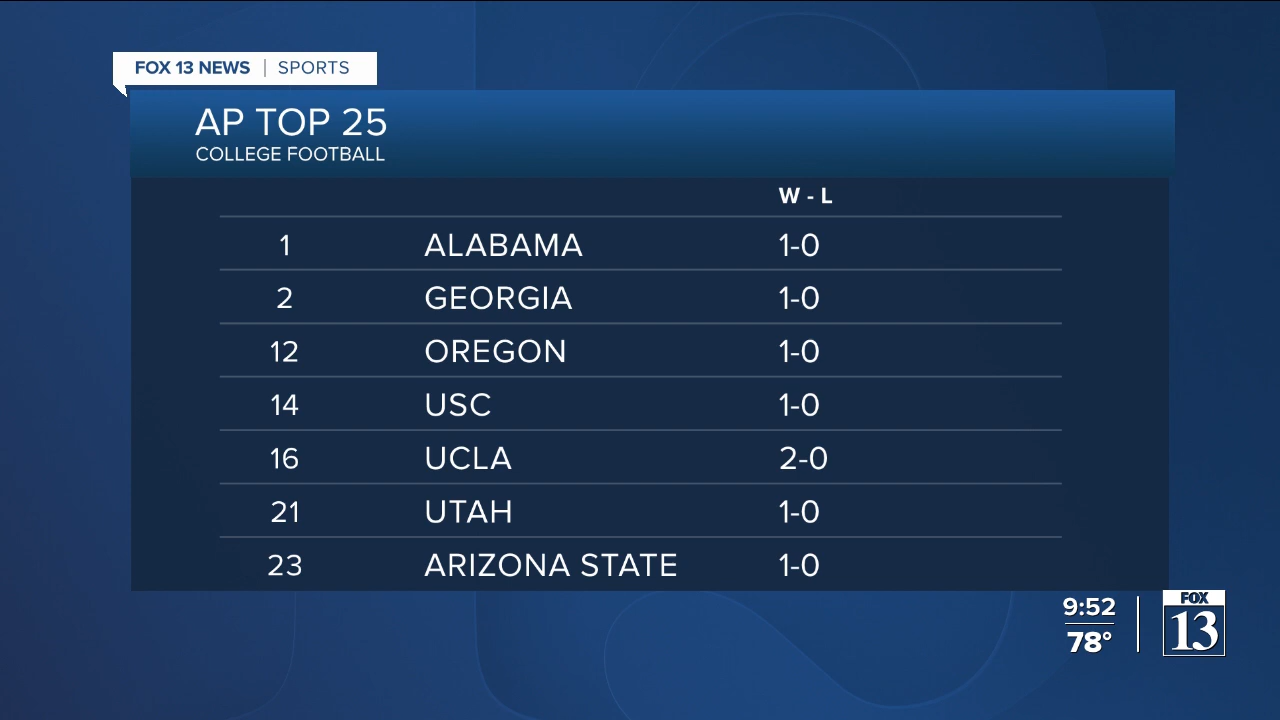 FOX 13 NEWS | SPORTS
AP TOP 25
COLLEGE FOOTBALL
W - L
1 ALABAMA 1-0
2 GEORGIA 1-0
12 OREGON 1-0
14 USC 1-0
16 UCLA 2-0
21 UTAH 1-0
23 ARIZONA STATE 1-0
9:52
78°
FOX
13